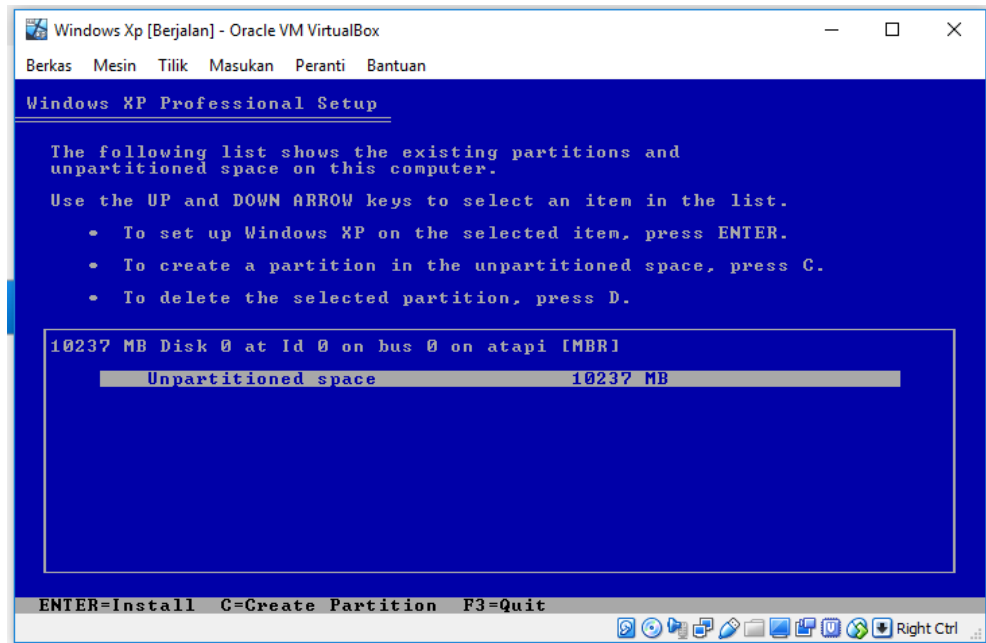 Windows Xp [Berjalan] - Oracle VM VirtualBox
Berkas Mesin Tilik Masukan Peranti Bantuan
Windows XP Professional Setup
The following list shows the existing partitions and
unpartitioned space on this computer.
Use the UP and DOWN ARROW keys to select an item in the list.
• To set up Windows XP on the selected item, press ENTER.
• To create a partition in the unpartitioned space, press C.
• To delete the selected partition, press D.
10237 MB Disk 0 at Id 0 on bus 0 on atapi [MBR]
Unpartitioned space 10237 MB
ENTER=Install C=Create Partition F3=Quit
Right Ctrl